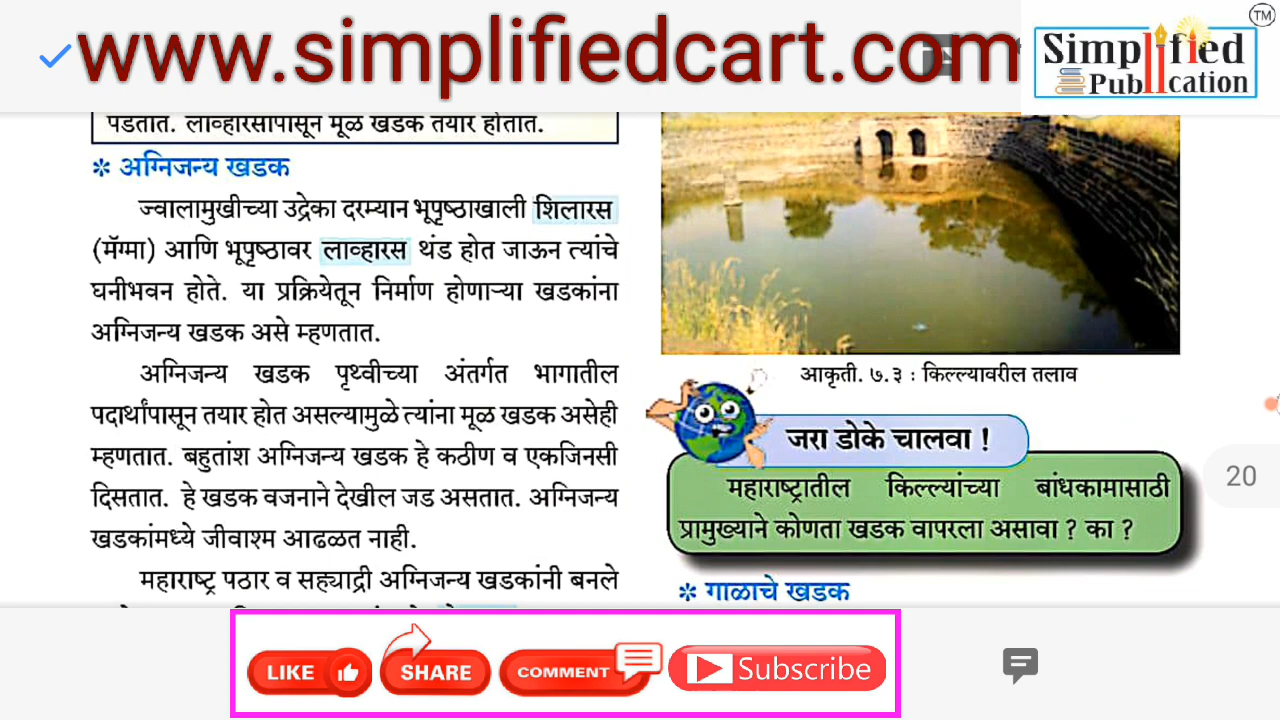 www.simplifiedcart.com
Simplified
Publication
TM
पडतात. लाव्हारसापासून मूळ खडक तयार होतात.
* अग्निजन्य खडक
ज्वालामुखीच्या उद्रेका दरम्यान भूपृष्ठाखाली शिलारस
(मॅग्मा) आणि भूपृष्ठावर लाव्हारस थंड होत जाऊन त्यांचे
घनीभवन होते. या प्रक्रियेतून निर्माण होणाऱ्या खडकांना
अग्निजन्य खडक असे म्हणतात.
अग्निजन्य खडक पृथ्वीच्या अंतर्गत भागातील
पदार्थांपासून तयार होत असल्यामुळे त्यांना मूळ खडक असेही
म्हणतात. बहुतांश अग्निजन्य खडक हे कठीण व एकजिनसी
दिसतात. हे खडक वजनाने देखील जड असतात. अग्निजन्य
खडकांमध्ये जीवाश्म आढळत नाही.
महाराष्ट्र पठार व सह्याद्री अग्निजन्य खडकांनी बनले
आकृती. ७.३ : किल्ल्यावरील तलाव
जरा डोके चालवा !
महाराष्ट्रातील किल्ल्यांच्या बांधकामासाठी
प्रामुख्याने कोणता खडक वापरला असावा ? का ?
* गाळाचे खडक
20
LIKE
SHARE
COMMENT
Subscribe